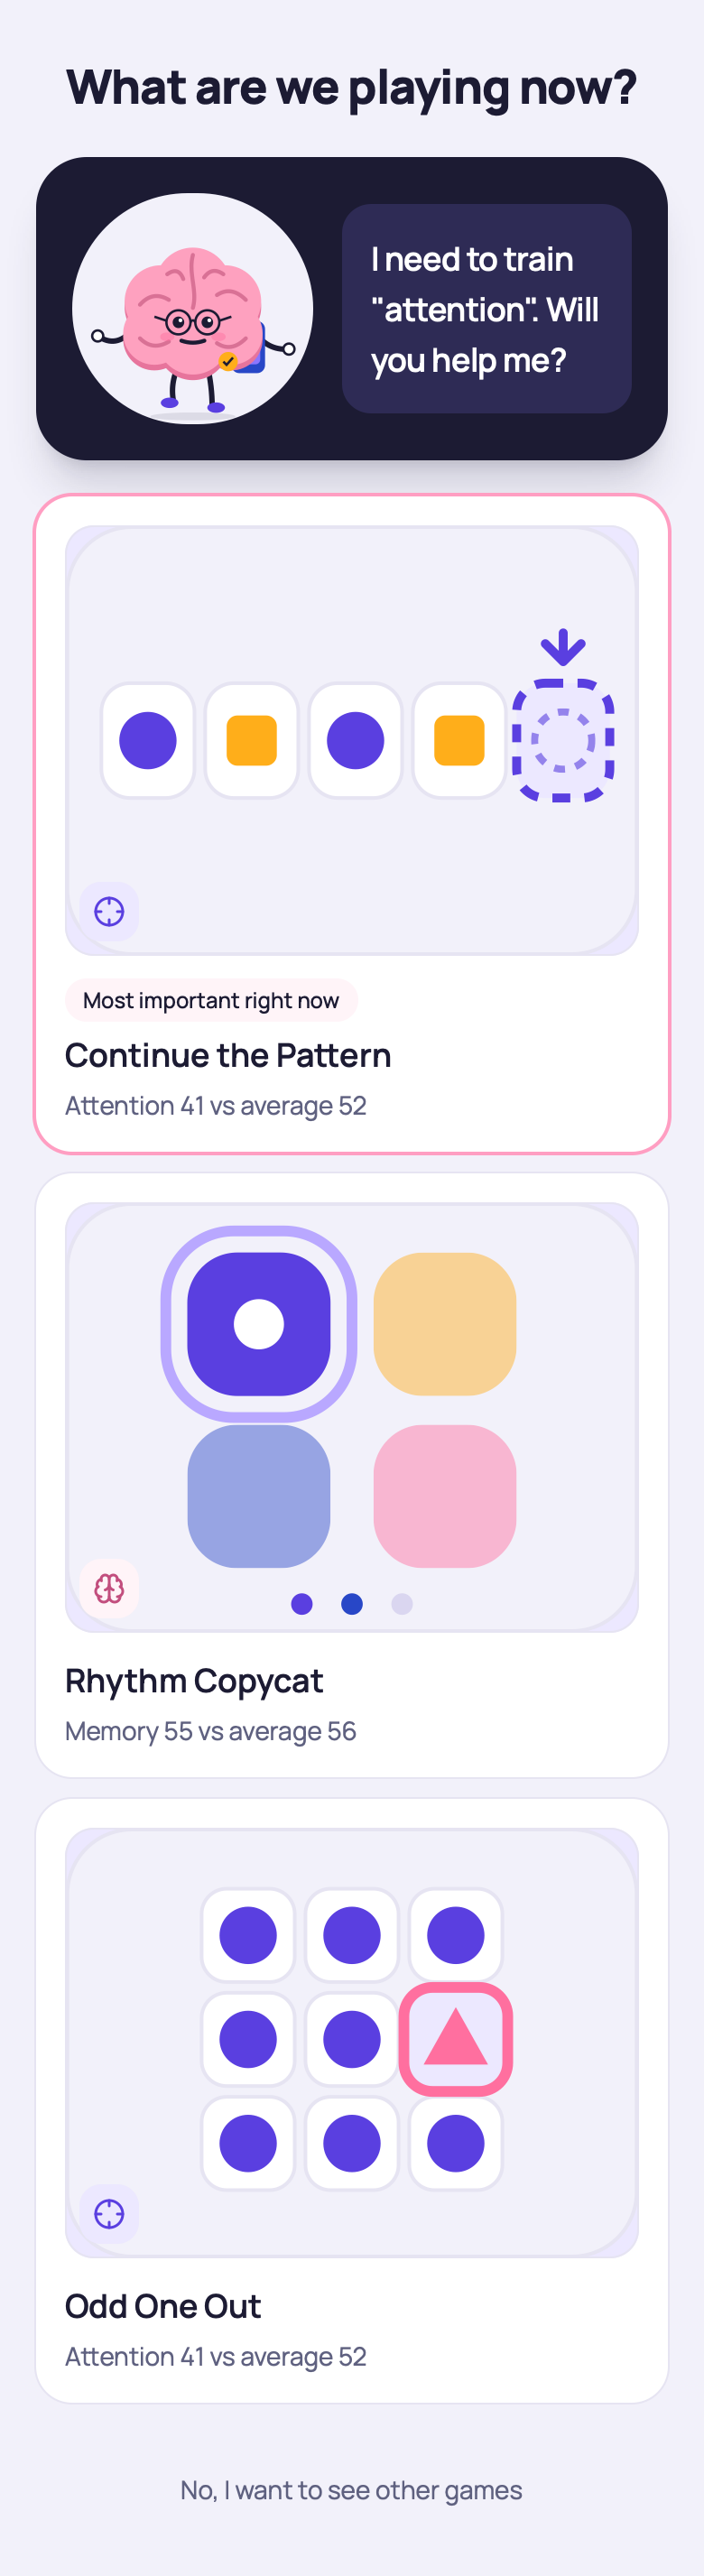 What are we playing now?
I need to train
"attention". Will
you help me?
Most important right now
Continue the Pattern
Attention 41 vs average 52
Rhythm Copycat
Memory 55 vs average 56
Odd One Out
Attention 41 vs average 52
No, I want to see other games